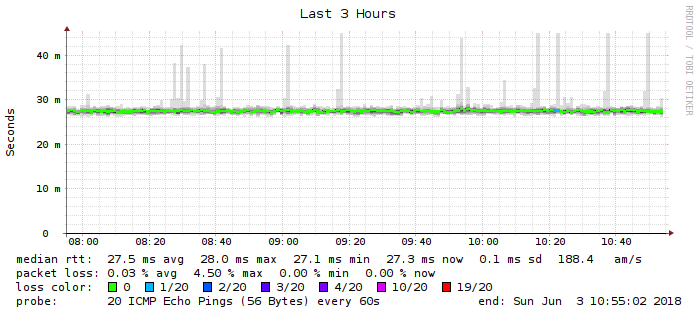 Last 3 Hours
RRDTOOL / TOBI OETIKER
Seconds
40 m
30 m
20 m
10 m
0
08:00 08:20 08:40 09:00 09:20 09:40 10:00 10:20 10:40
median rtt: 27.5 ms avg 28.0 ms max 27.1 ms min 27.3 ms now 0.1 ms sd 188.4 am/s
packet loss: 0.03 % avg 4.50 % max 0.00 % min 0.00 % now
loss color: 0 1/20 2/20 3/20 4/20 10/20 19/20
probe: 20 ICMP Echo Pings (56 Bytes) every 60s end: Sun Jun 3 10:55:02 2018